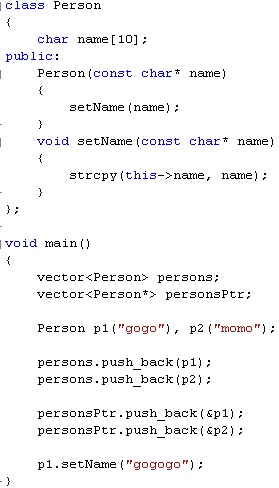 class Person
{
    char name[10];
public:
    Person(const char* name)
    {
        setName(name);
    }
    void setName(const char* name)
    {
        strcpy(this->name, name);
    }
};

void main()
{
    vector<Person> persons;
    vector<Person*> personsPtr;

    Person p1("gogo"), p2("momo");

    persons.push_back(p1);
    persons.push_back(p2);

    personsPtr.push_back(&p1);
    personsPtr.push_back(&p2);

    p1.setName("gogogo");
}